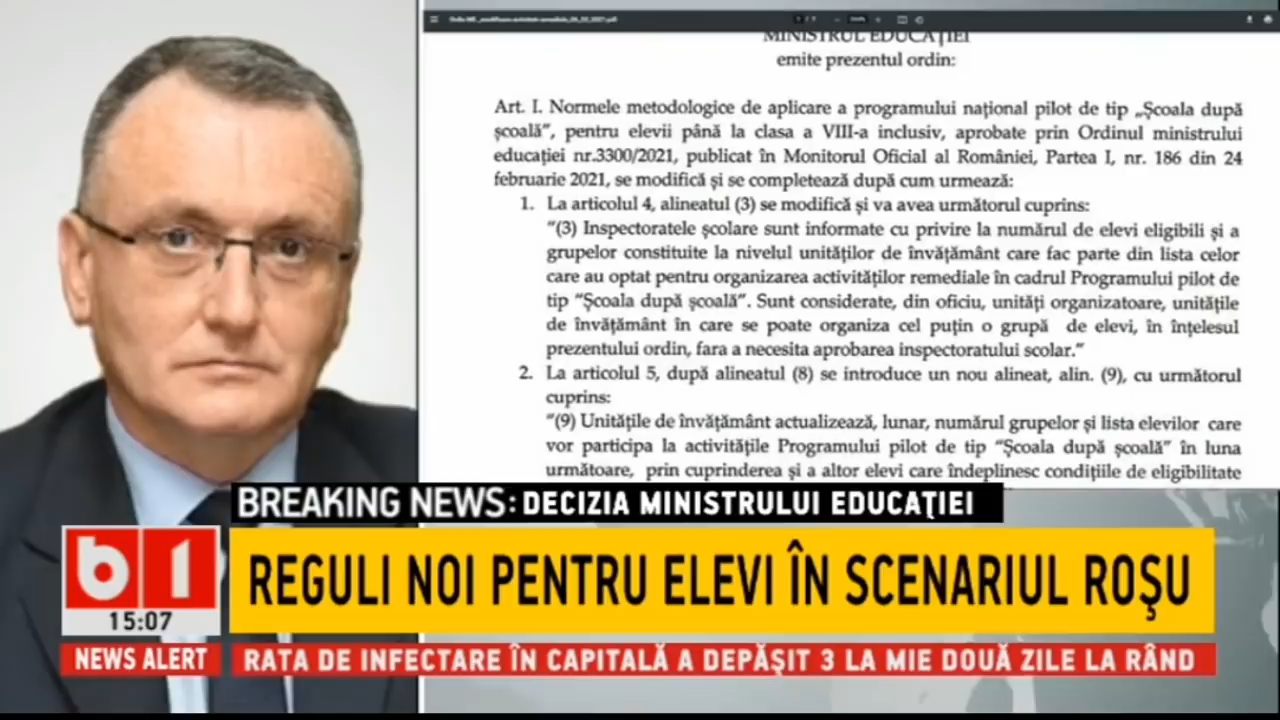 MINISTRUL EDUCAȚIEI
emite prezentul ordin:
Art. I. Normele metodologice de aplicare a programului național pilot de tip „Școala după
școală”, pentru elevii până la clasa a VIII-a inclusiv, aprobate prin Ordinul ministrului
educației nr.3300/2021, publicat în Monitorul Oficial al României, Partea I, nr. 186 din 24
februarie 2021, se modifică și se completează după cum urmează:
1. La articolul 4, alineatul (3) se modifică și va avea următorul cuprins:
“(3) Inspectoratele școlare sunt informate cu privire la numărul de elevi eligibili și a
grupelor constituite la nivelul unităților de învățământ care fac parte din lista celor
care au optat pentru organizarea activităților remediale în cadrul Programului pilot de
tip “Școala după școală”. Sunt considerate, din oficiu, unități organizatoare, unitățile
de învățământ în care se poate organiza cel puțin o grupă de elevi, în înțelesul
prezentului ordin, fara a necesita aprobarea inspectoratului scolar.”
2. La articolul 5, după alineatul (8) se introduce un nou alineat, alin. (9), cu următorul
cuprins:
“(9) Unitățile de învățământ actualizează, lunar, numărul grupelor și lista elevilor care
vor participa la activitățile Programului pilot de tip “Școala după școală” în luna
următoare, prin cuprinderea și a altor elevi care îndeplinesc condițiile de eligibilitate
BREAKING NEWS: DECIZIA MINISTRULUI EDUCAŢIEI
b1
REGULI NOI PENTRU ELEVI ÎN SCENARIUL ROŞU
15:07
NEWS ALERT RATA DE INFECTARE ÎN CAPITALĂ A DEPĂŞIT 3 LA MIE DOUĂ ZILE LA RÂND